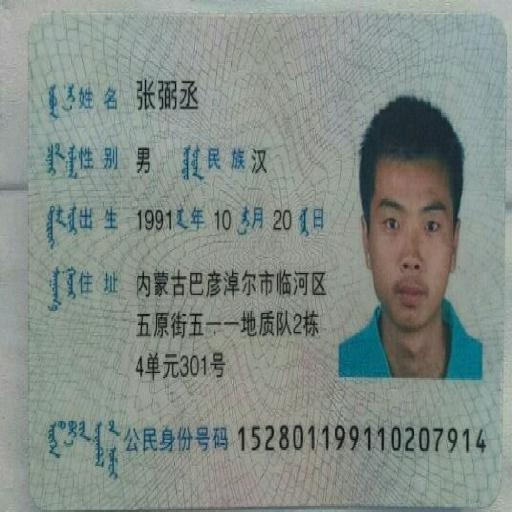 姓名 张弼丞
性别 男 民族 汉
出生 1991 年 10 月 20 日
住址 内蒙古巴彦淖尔市临河区
五原街五一一地质队2栋
4单元301号
公民身份号码 152801199110207914